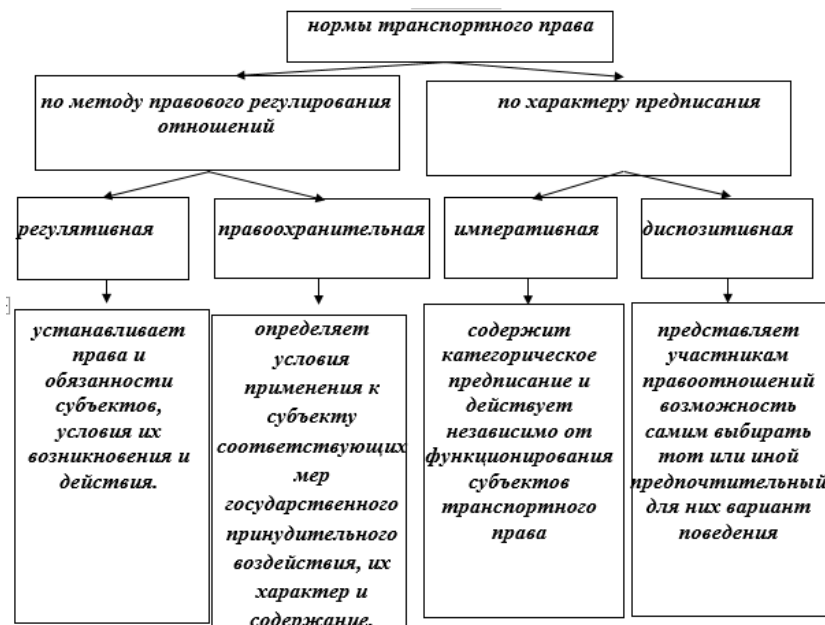 нормы транспортного права
по методу правового регулирования
отношений
по характеру предписания
регулятивная
правоохранительная
императивная
диспозитивная
устанавливает
права и
обязанности
субъектов,
условия их
возникновения и
действия.
определяет
условия
применения к
субъекту
соответствующих
мер
государственного
принудительного
воздействия, их
характер и
содержание.
содержит
категорическое
предписание и
действует
независимо от
функционирования
субъектов
транспортного
права
представляет
участникам
правоотношений
возможность
самим выбирать
тот или иной
предпочтительный
для них вариант
поведения